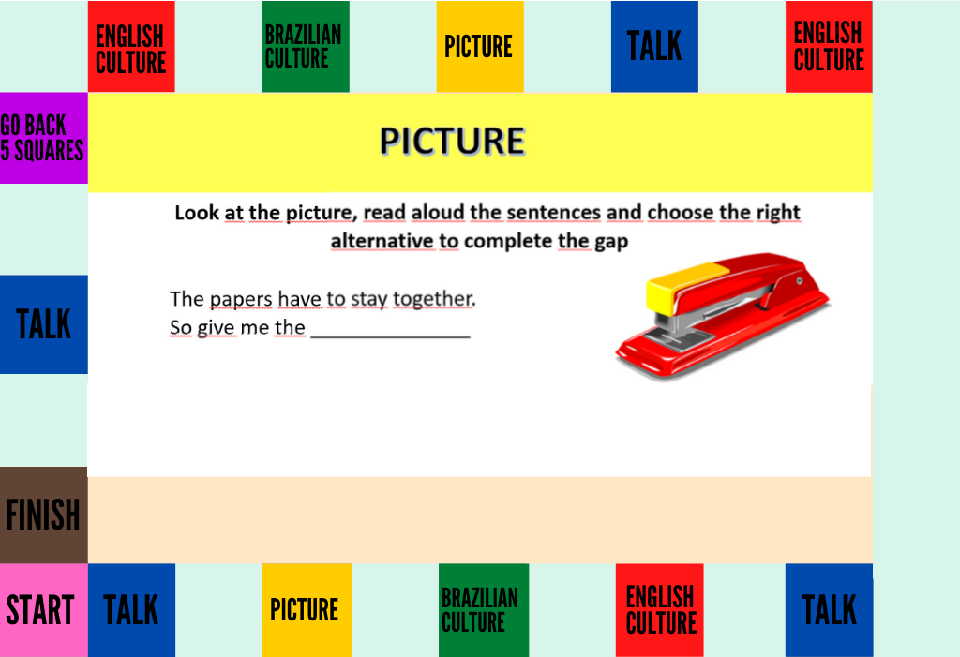 ENGLISH
CULTURE
BRAZILIAN
CULTURE
PICTURE
TALK
ENGLISH
CULTURE
GO BACK
5 SQUARES
PICTURE
Look at the picture, read aloud the sentences and choose the right
alternative to complete the gap
The papers have to stay together.
So give me the _________________
TALK
FINISH
START
TALK
PICTURE
BRAZILIAN
CULTURE
ENGLISH
CULTURE
TALK